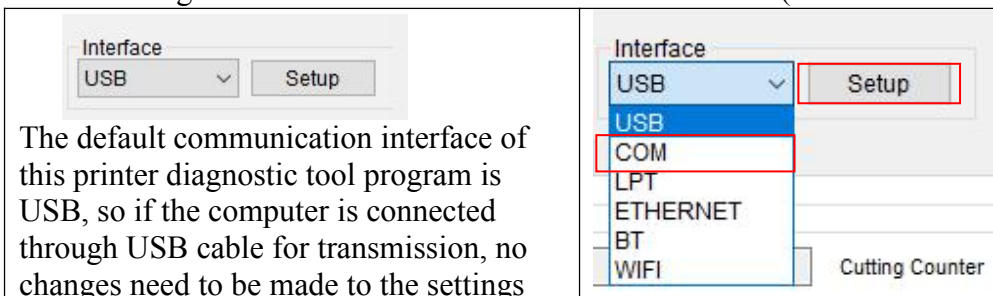 Interface
USB Setup
The default communication interface of
this printer diagnostic tool program is
USB, so if the computer is connected
through USB cable for transmission, no
changes need to be made to the settings
Interface
USB Setup
USB
COM
LPT
ETHERNET
BT
WIFI
Cutting Counter